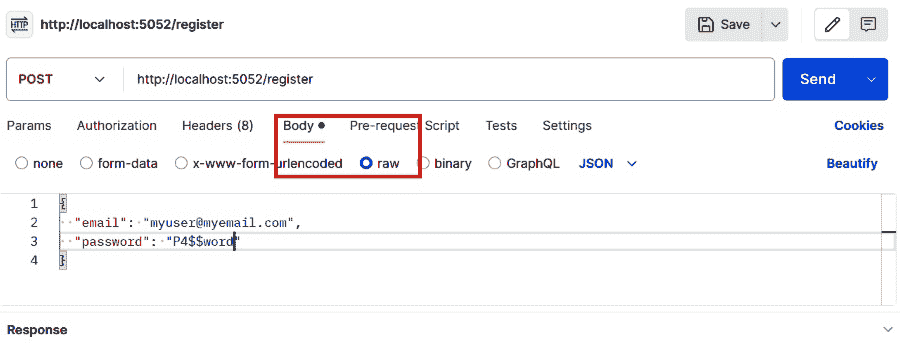 HTTP http://localhost:5052/register Save
POST http://localhost:5052/register Send
Params Authorization Headers (8) Body Pre-request Script Tests Settings Cookies
none form-data x-www-form-urlencoded raw binary GraphQL JSON Beautify
1 {
2 "email": "myuser@myemail.com",
3 "password": "P4$$word"
4 }
Response